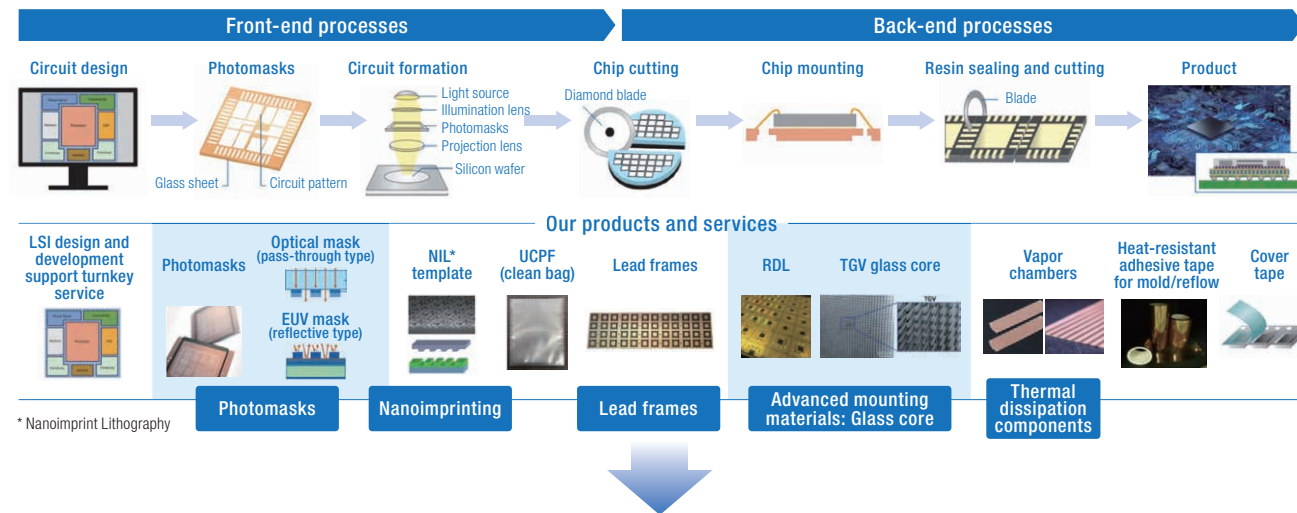 Front-end processes
Back-end processes
Circuit design
Photomasks
Circuit formation
Chip cutting
Chip mounting
Resin sealing and cutting
Product
Glass sheet
Circuit pattern
Light source
Illumination lens
Photomasks
Projection lens
Silicon wafer
Diamond blade
Blade
Our products and services
LSI design and
development
support turnkey
service
Photomasks
Optical mask
(pass-through type)
EUV mask
(reflective type)
NIL*
template
UCPF
(clean bag)
Lead frames
RDL
TGV glass core
TGV
Vapor
chambers
Heat-resistant
adhesive tape
for mold/reflow
Cover
tape
Photomasks
Nanoimprinting
Lead frames
Advanced mounting
materials: Glass core
Thermal
dissipation
components
* Nanoimprint Lithography